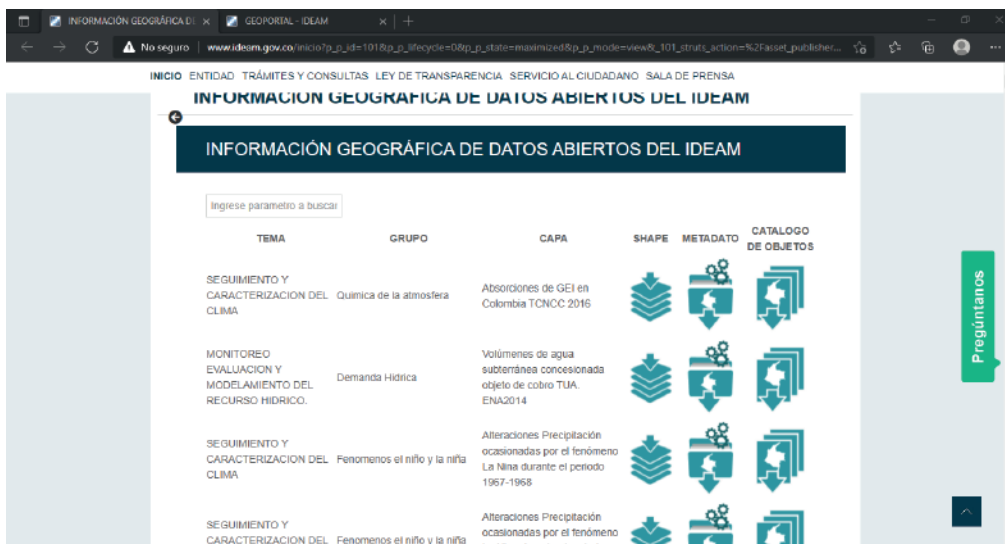 INFORMACIÓN GEOGRÁFICA DE
GEOPORTAL - IDEAM
No seguro
www.ideam.gov.co/inicio?p_p_id=101&p_p_lifecycle=0&p_p_state=maximized&p_p_mode=view&_101_struts_action=%2Fasset_publisher...
INICIO ENTIDAD TRÁMITES Y CONSULTAS LEY DE TRANSPARENCIA SERVICIO AL CIUDADANO SALA DE PRENSA
INFORMACIÓN GEOGRÁFICA DE DATOS ABIERTOS DEL IDEAM
INFORMACIÓN GEOGRÁFICA DE DATOS ABIERTOS DEL IDEAM
Ingrese parametro a buscar
TEMA GRUPO CAPA SHAPE METADATO CATALOGO
DE OBJETOS
SEGUIMIENTO Y
CARACTERIZACION DEL
CLIMA
Quimica de la atmosfera
Absorciones de GEI en
Colombia TCNCC 2016
MONITOREO
EVALUACION Y
MODELAMIENTO DEL
RECURSO HIDRICO.
Demanda Hidrica
Volúmenes de agua
subterránea concesionada
objeto de cobro TUA.
ENA2014
SEGUIMIENTO Y
CARACTERIZACION DEL
CLIMA
Fenomenos el niño y la niña
Alteraciones Precipitación
ocasionadas por el fenómeno
La Nina durante el periodo
1967-1968
SEGUIMIENTO Y
CARACTERIZACION DEL
Fenomenos el niño y la niña
Alteraciones Precipitación
ocasionadas por el fenómeno
Pregúntanos